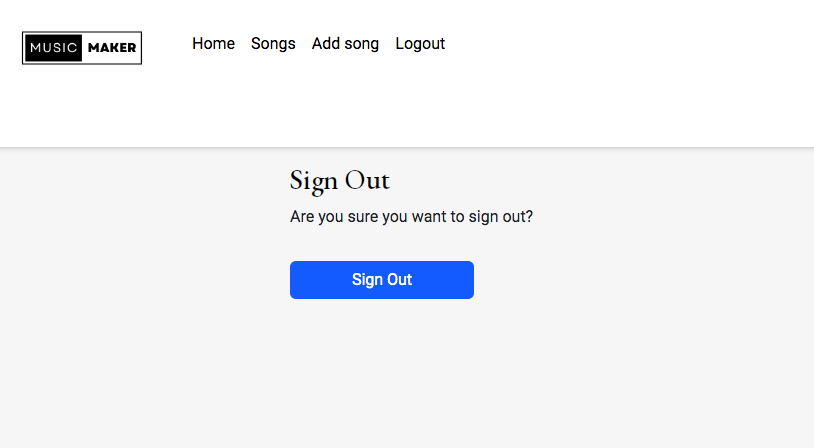 MUSIC MAKER
Home Songs Add song Logout
Sign Out
Are you sure you want to sign out?
Sign Out